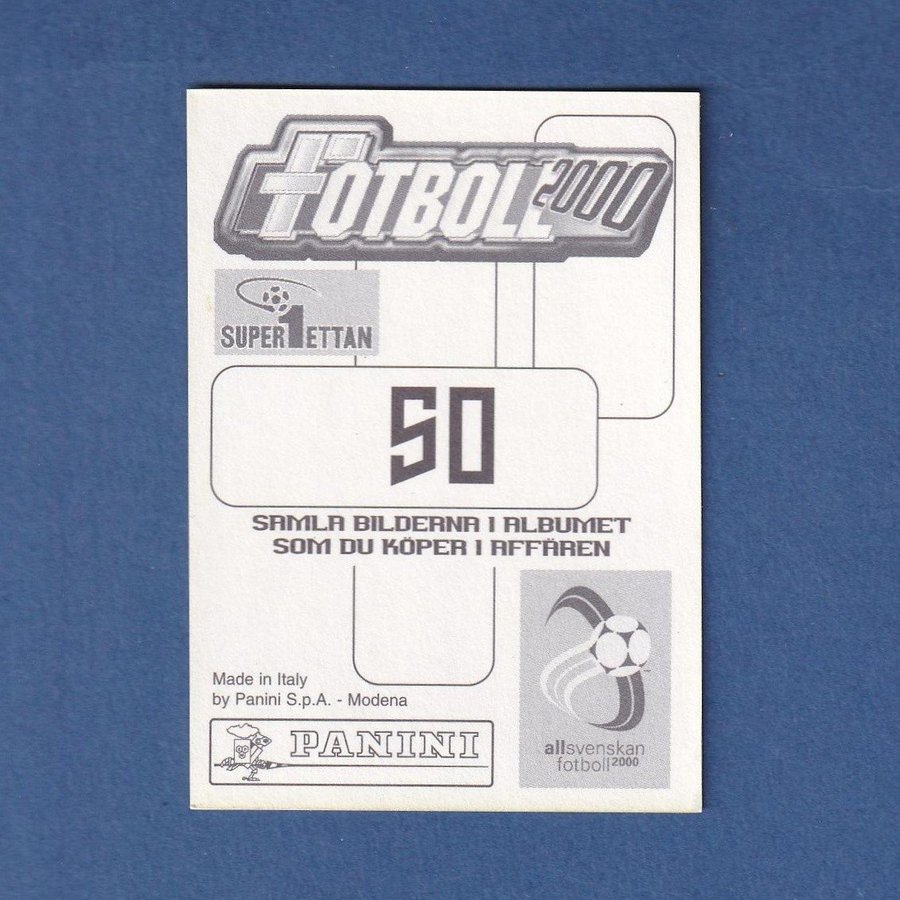 FOTBOLL 2000
SUPER1ETTAN
50
SAMLA BILDERNA I ALBUMET
SOM DU KÖPER I AFFÄREN
Made in Italy
by Panini S.p.A. - Modena
PANINI
allsvenskan
fotboll 2000